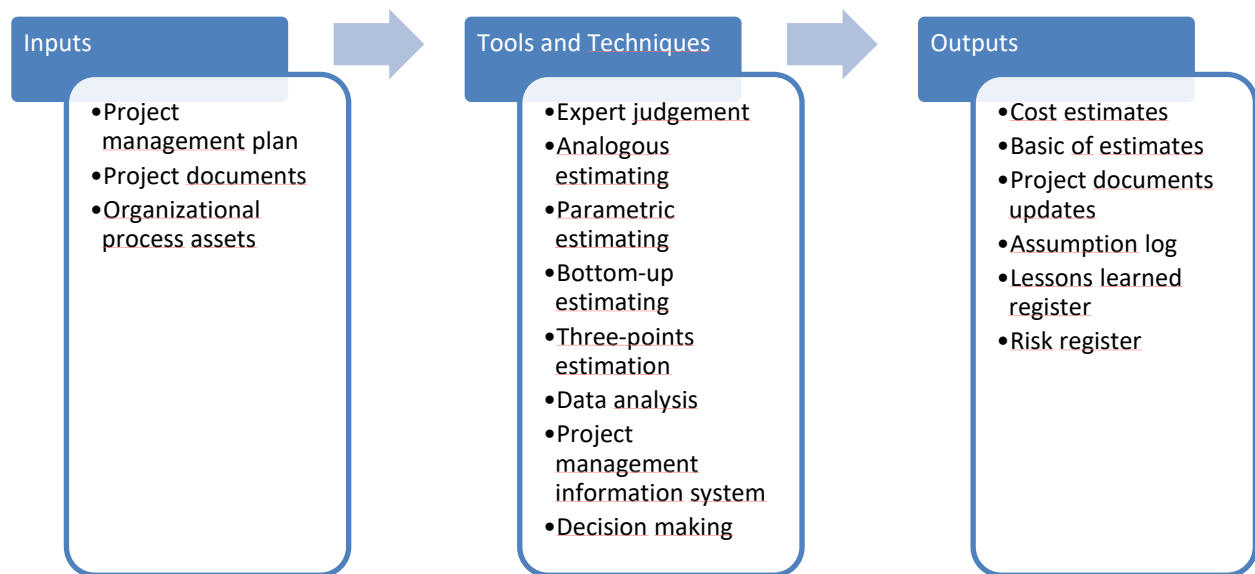 Inputs
•Project
management plan
•Project documents
•Organizational
process assets
Tools and Techniques
•Expert judgement
•Analogous
estimating
•Parametric
estimating
•Bottom-up
estimating
•Three-points
estimation
•Data analysis
•Project
management
information system
•Decision making
Outputs
•Cost estimates
•Basic of estimates
•Project documents
updates
•Assumption log
•Lessons learned
register
•Risk register